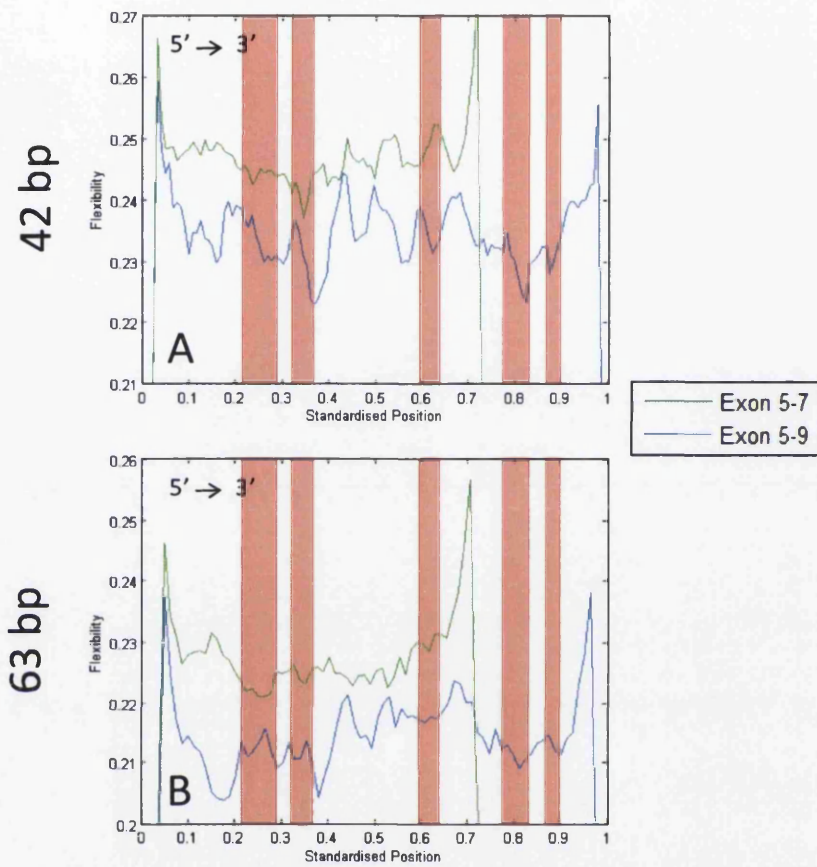 42 bp
0.27
0.26
0.25
0.24
0.23
0.22
0.21
Flexibility
5' → 3'
A
0 0.1 0.2 0.3 0.4 0.5 0.6 0.7 0.8 0.9 1
Standardised Position
Exon 5-7
Exon 5-9
63 bp
0.26
0.25
0.24
0.23
0.22
0.21
0.2
Flexibility
5' → 3'
B
0 0.1 0.2 0.3 0.4 0.5 0.6 0.7 0.8 0.9 1
Standardised Position